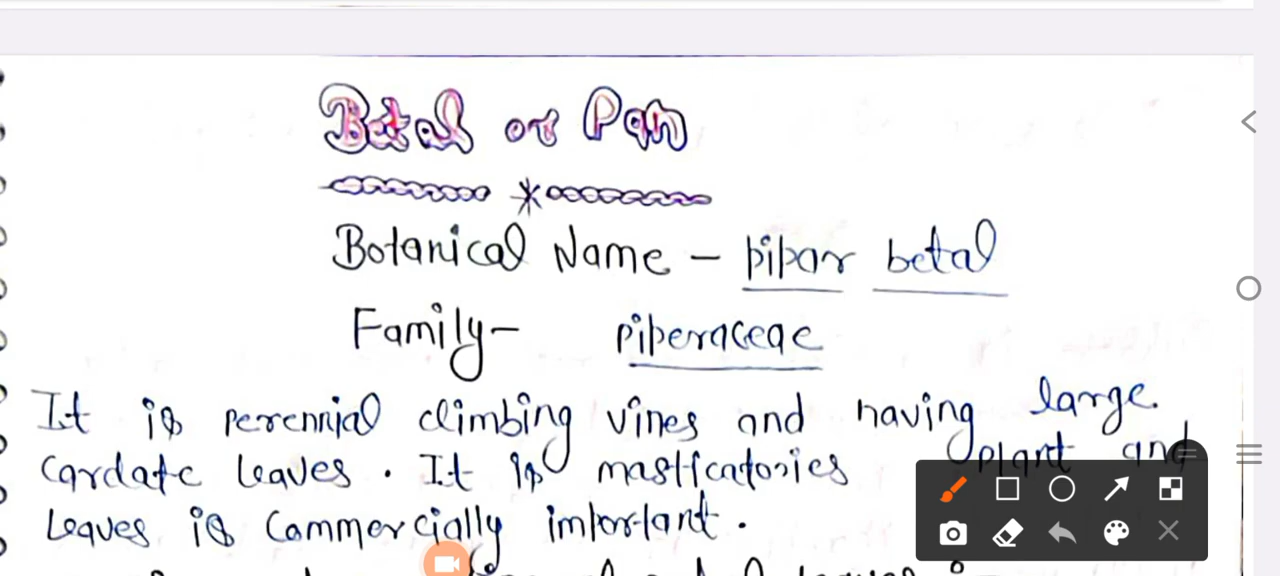 Betal or Pan
Botanical Name - pipar betal
Family- piperaceae
It is perennial climbing vines and having large.
cardate leaves. It is masticatories plant and
leaves is commercially important.